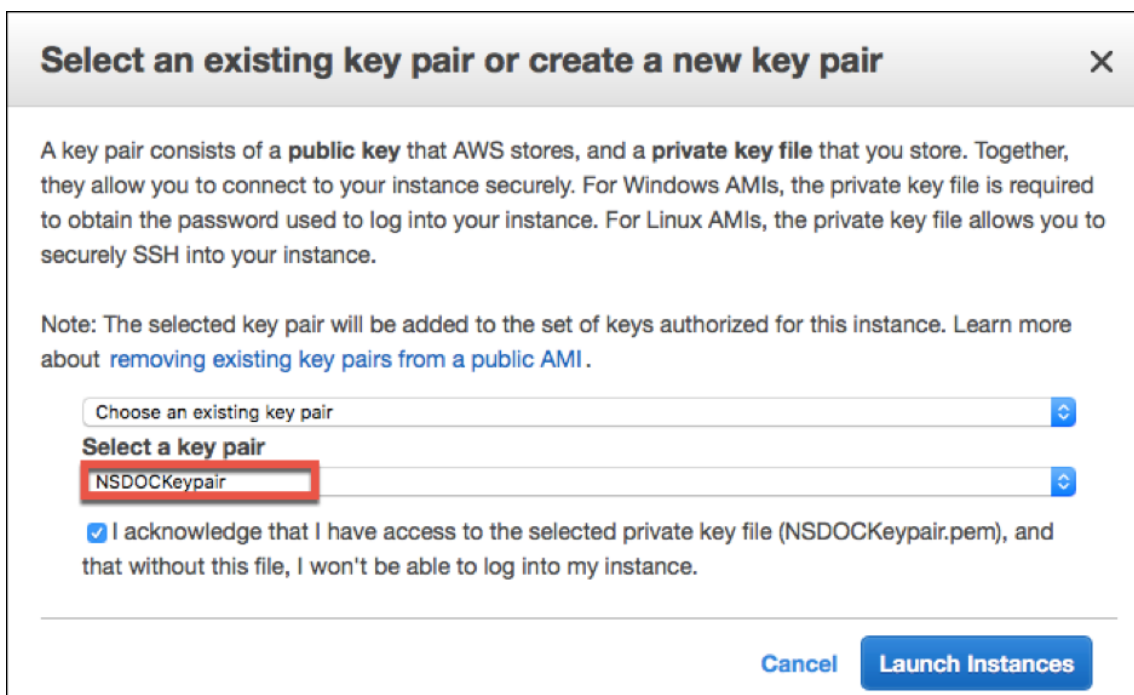 Select an existing key pair or create a new key pair
A key pair consists of a public key that AWS stores, and a private key file that you store. Together,
they allow you to connect to your instance securely. For Windows AMIs, the private key file is required
to obtain the password used to log into your instance. For Linux AMIs, the private key file allows you to
securely SSH into your instance.
Note: The selected key pair will be added to the set of keys authorized for this instance. Learn more
about removing existing key pairs from a public AMI.
Choose an existing key pair
Select a key pair
NSDOCKeypair
I acknowledge that I have access to the selected private key file (NSDOCKeypair.pem), and
that without this file, I won't be able to log into my instance.
Cancel Launch Instances